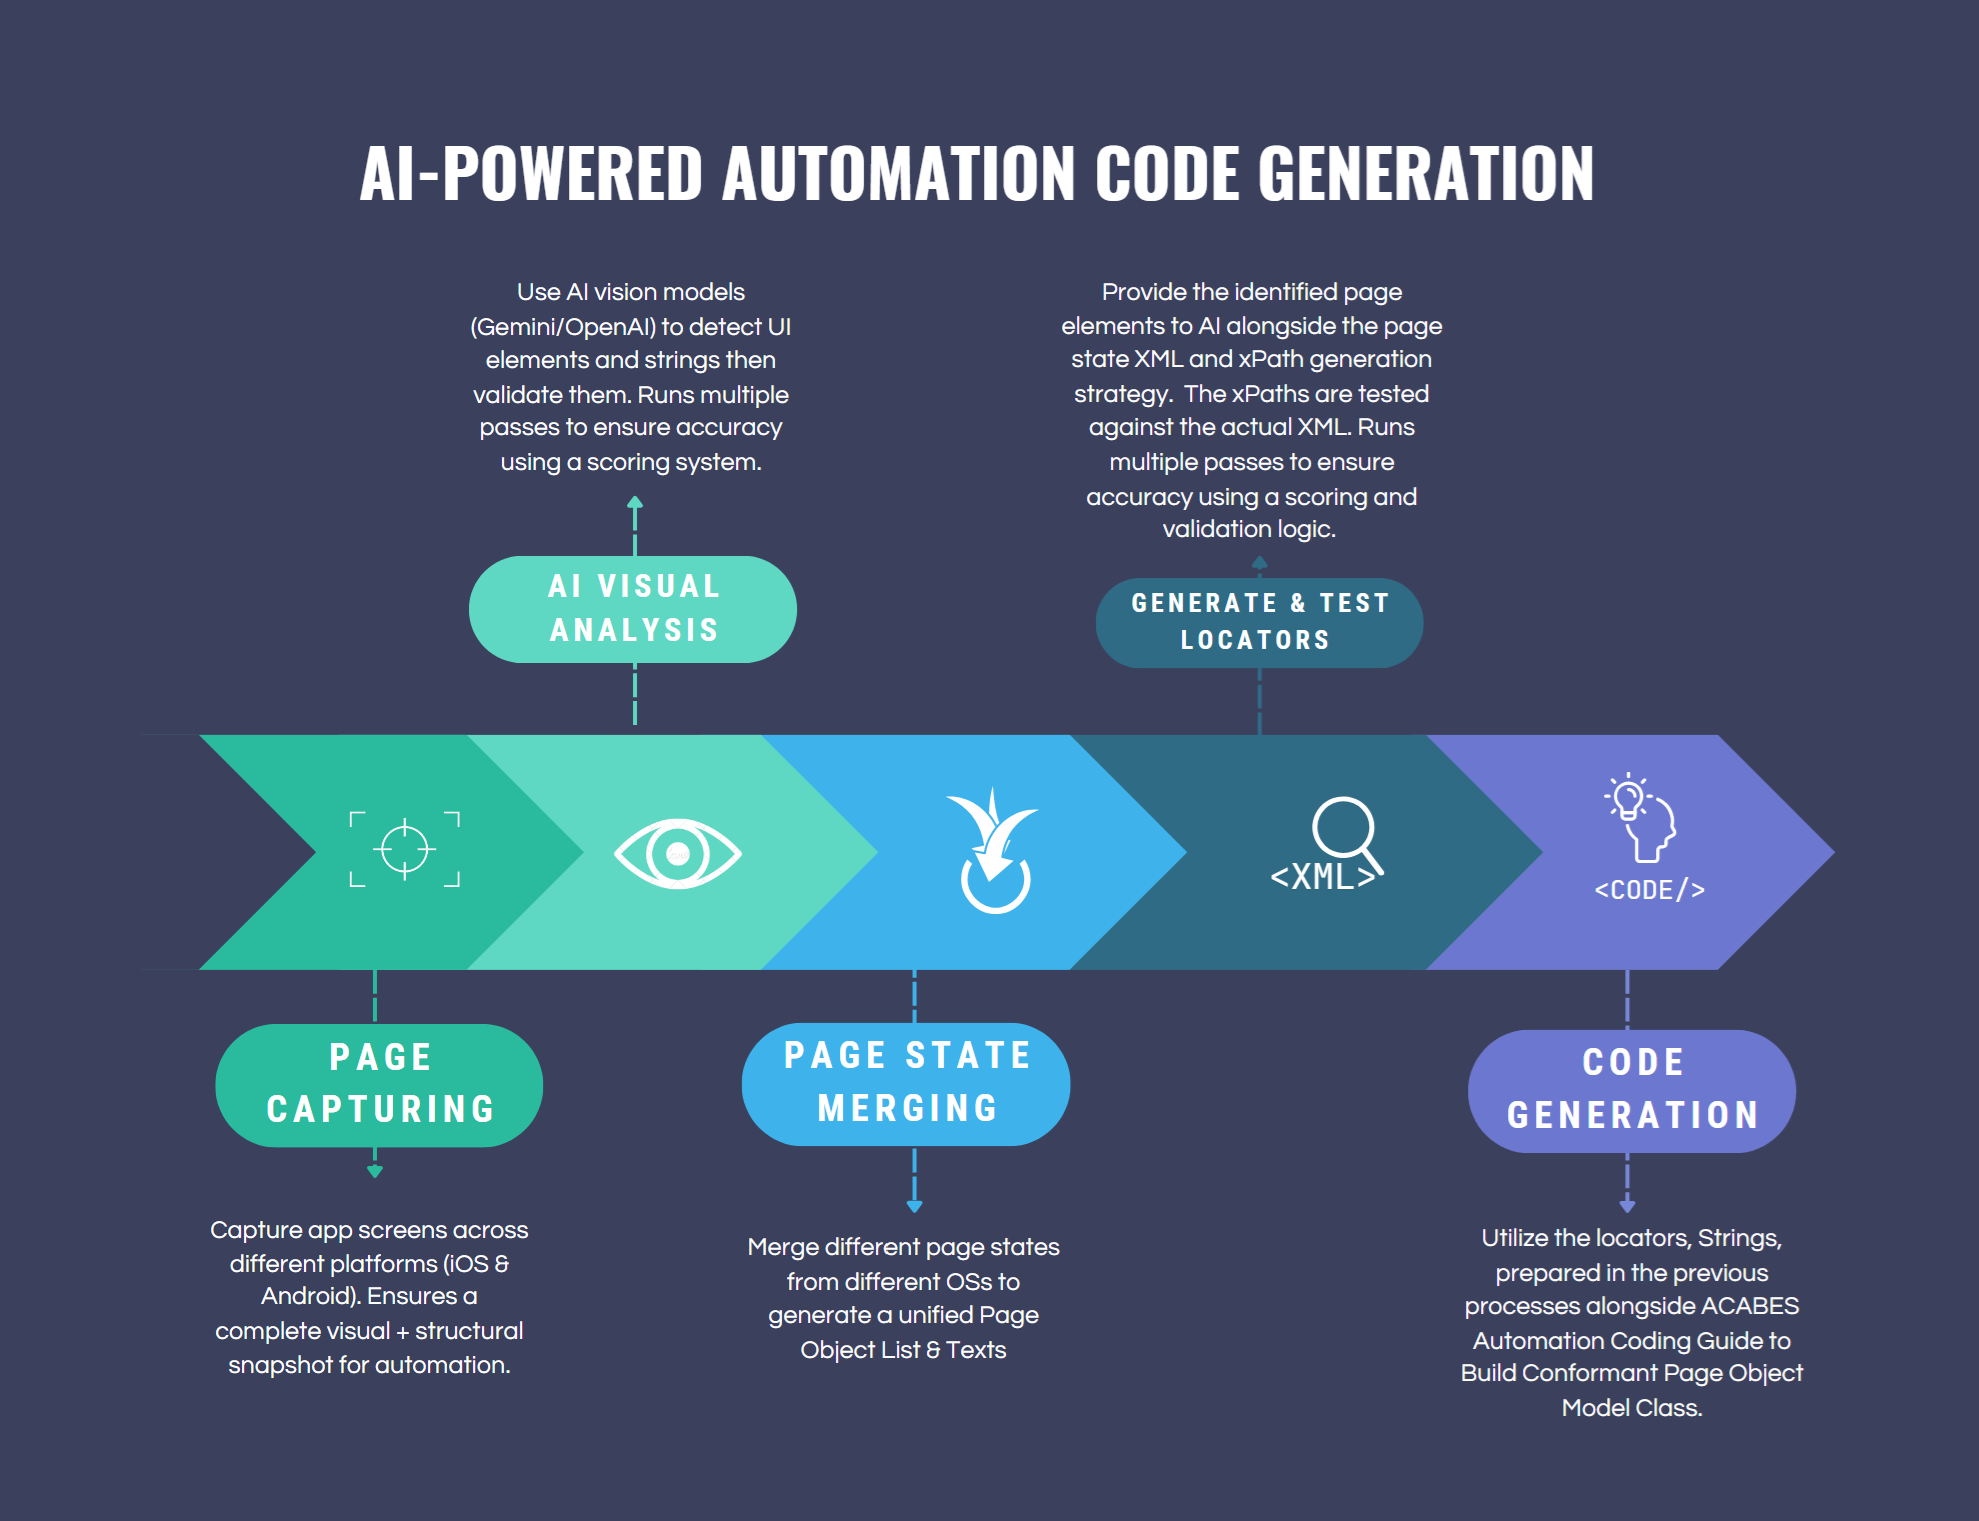 AI-POWERED AUTOMATION CODE GENERATION
Use AI vision models
(Gemini/OpenAI) to detect UI
elements and strings then
validate them. Runs multiple
passes to ensure accuracy
using a scoring system.
Provide the identified page
elements to AI alongside the page
state XML and xPath generation
strategy.  The xPaths are tested
against the actual XML. Runs
multiple passes to ensure
accuracy using a scoring and
validation logic.
AI VISUAL
ANALYSIS
GENERATE & TEST
LOCATORS
<XML>
<CODE/>
PAGE
CAPTURING
PAGE STATE
MERGING
CODE
GENERATION
Capture app screens across
different platforms (iOS &
Android). Ensures a
complete visual + structural
snapshot for automation.
Merge different page states
from different OSs to
generate a unified Page
Object List & Texts
Utilize the locators, Strings,
prepared in the previous
processes alongside ACABES
Automation Coding Guide to
Build Conformant Page Object
Model Class.